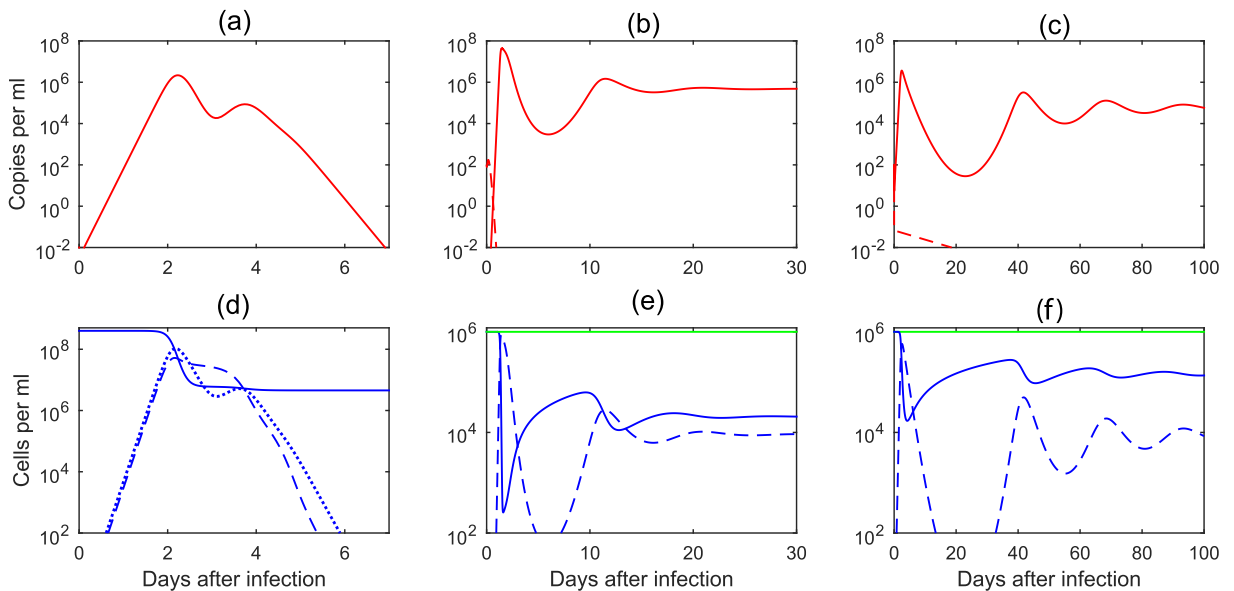 (a) (b) (c)
Copies per ml
10^8 10^6 10^4 10^2 10^0 10^-2
0 2 4 6
10^8 10^6 10^4 10^2 10^0 10^-2
0 10 20 30
10^8 10^6 10^4 10^2 10^0 10^-2
0 20 40 60 80 100
(d) (e) (f)
Cells per ml
10^8 10^6 10^4 10^2
0 2 4 6
Days after infection
10^6 10^4 10^2
0 10 20 30
Days after infection
10^6 10^4 10^2
0 20 40 60 80 100
Days after infection